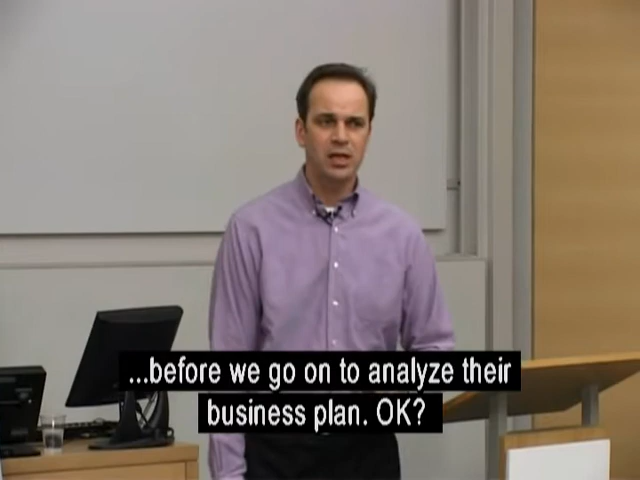 ...before we go on to analyze their
business plan. OK?